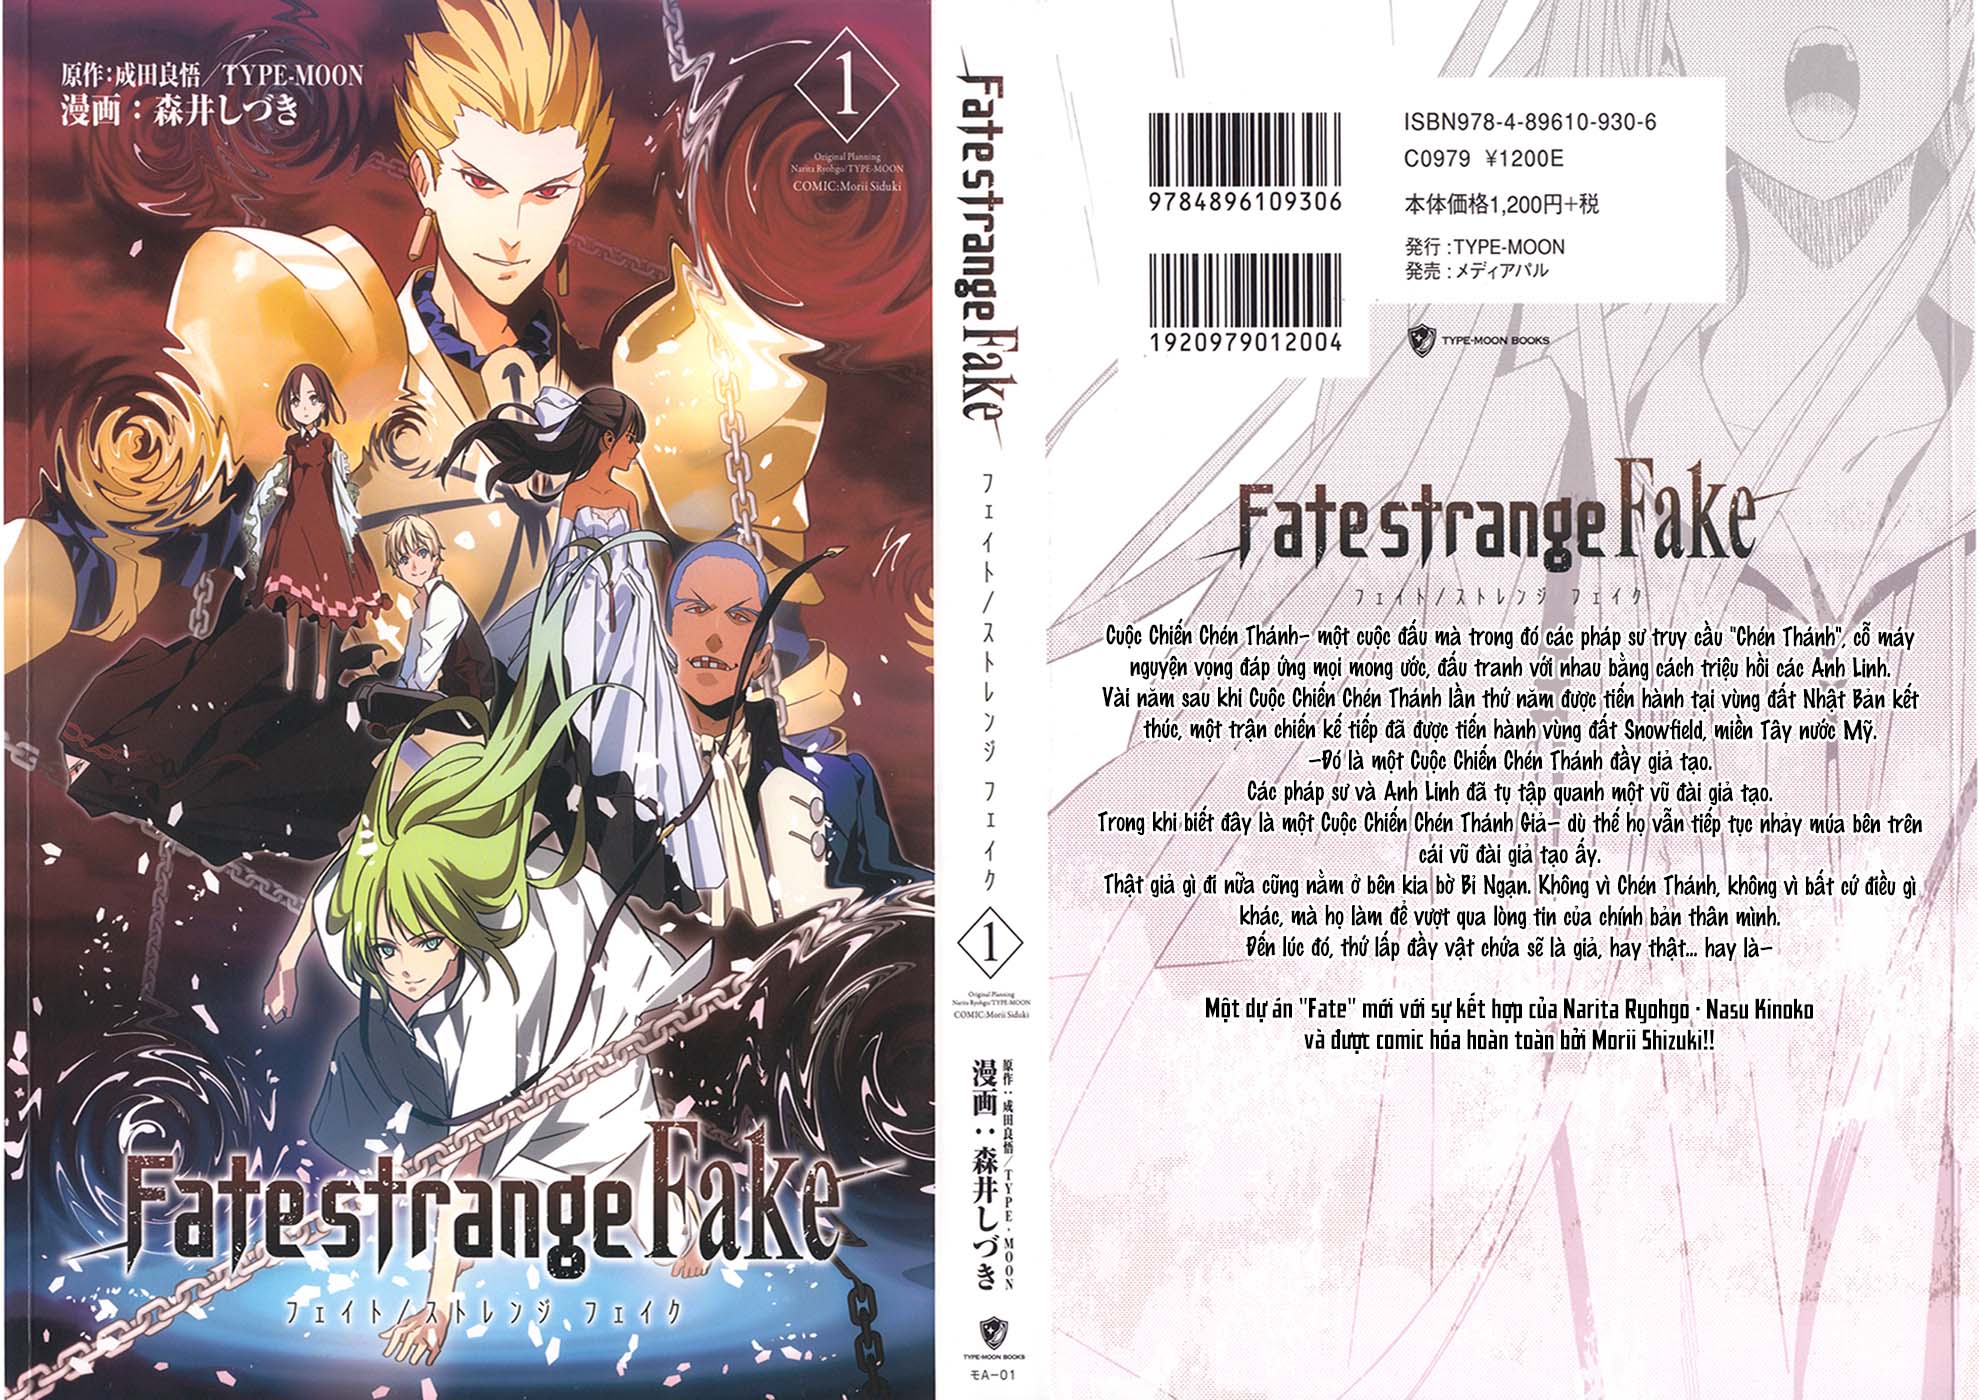 原作:成田良悟/TYPE-MOON
漫画:森井しづき
1
Original Planning
Narita Ryohgo/TYPE-MOON
COMIC:Morii Siduki
Fate strange Fake
フェイト/ストレンジ フェイク
Fate strange Fake
フェイト/ストレンジ フェイク
1
Original Planning
Narita Ryohgo/TYPE-MOON
COMIC:Morii Siduki
原作:成田良悟/TYPE-MOON
漫画:森井しづき
TYPE-MOON BOOKS
モA-01
9784896109306
1920979012004
ISBN978-4-89610-930-6
C0979 ¥1200E
本体価格1,200円+税
発行:TYPE-MOON
発売:メディアパル
TYPE-MOON BOOKS
Fate strange Fake
フェイト/ストレンジ フェイク
Cuộc Chiến Chén Thánh– một cuộc đấu mà trong đó các pháp sư truy cầu "Chén Thánh", cỗ máy
nguyện vọng đáp ứng mọi mong ước, đấu tranh với nhau bằng cách triệu hồi các Anh Linh.
Vài năm sau khi Cuộc Chiến Chén Thánh lần thứ năm được tiến hành tại vùng đất Nhật Bản kết
thúc, một trận chiến kế tiếp đã được tiến hành vùng đất Snowfield, miền Tây nước Mỹ.
–Đó là một Cuộc Chiến Chén Thánh đầy giả tạo.
Các pháp sư và Anh Linh đã tụ tập quanh một vũ đài giả tạo.
Trong khi biết đây là một Cuộc Chiến Chén Thánh Giả– dù thế họ vẫn tiếp tục nhảy múa bên trên
cái vũ đài giả tạo ấy.
Thật giả gì đi nữa cũng nằm ở bên kia bờ Bỉ Ngạn. Không vì Chén Thánh, không vì bất cứ điều gì
khác, mà họ làm để vượt qua lòng tin của chính bản thân mình.
Đến lúc đó, thứ lấp đầy vật chứa sẽ là giả, hay thật... hay là–
Một dự án "Fate" mới với sự kết hợp của Narita Ryohgo · Nasu Kinoko
và được comic hóa hoàn toàn bởi Morii Shizuki!!